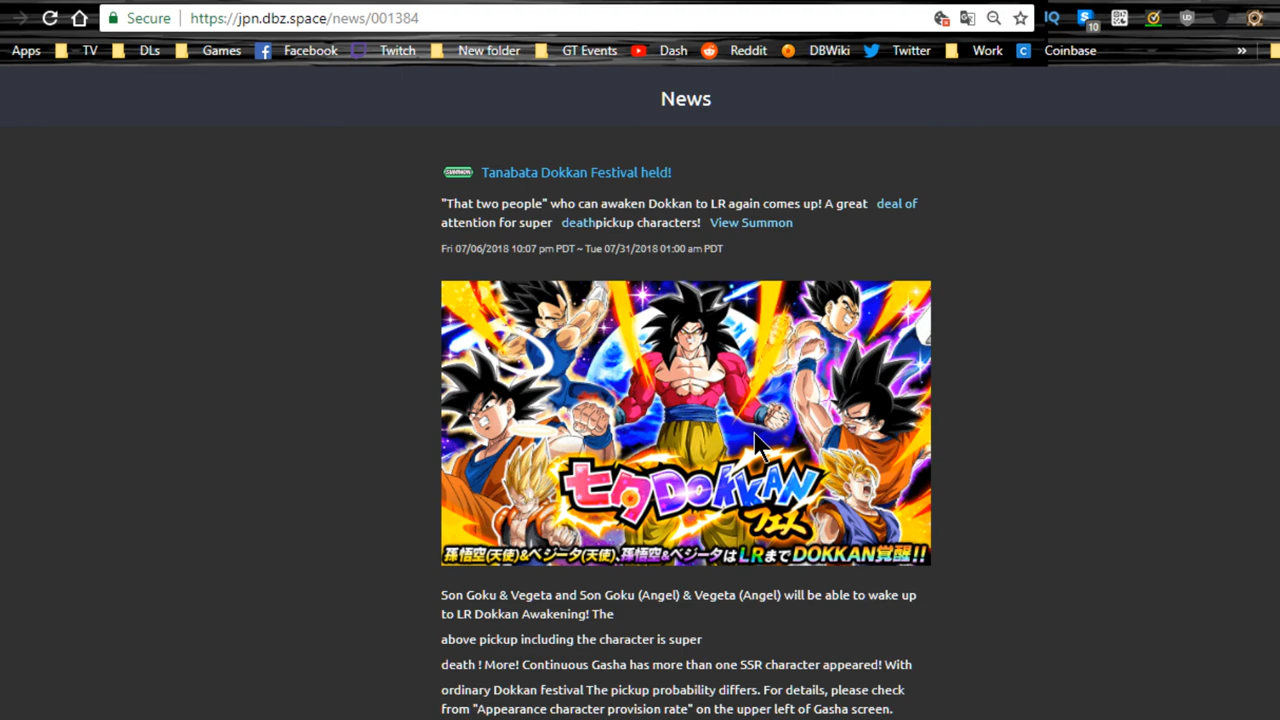 Secure https://jpn.dbz.space/news/001384
10
Apps TV DLs Games Facebook Twitch New folder GT Events Dash Reddit DBWiki Twitter Work C Coinbase »
News
SUMMON Tanabata Dokkan Festival held!
"That two people" who can awaken Dokkan to LR again comes up! A great deal of
attention for super deathpickup characters! View Summon
Fri 07/06/2018 10:07 pm PDT ~ Tue 07/31/2018 01:00 am PDT
七夕DOKKAN
フェス
孫悟空(天使)&ベジータ(天使)、孫悟空&ベジータはLRまでDOKKAN覚醒!!
Son Goku & Vegeta and Son Goku (Angel) & Vegeta (Angel) will be able to wake up
to LR Dokkan Awakening! The
above pickup including the character is super
death ! More! Continuous Gasha has more than one SSR character appeared! With
ordinary Dokkan festival The pickup probability differs. For details, please check
from "Appearance character provision rate" on the upper left of Gasha screen.